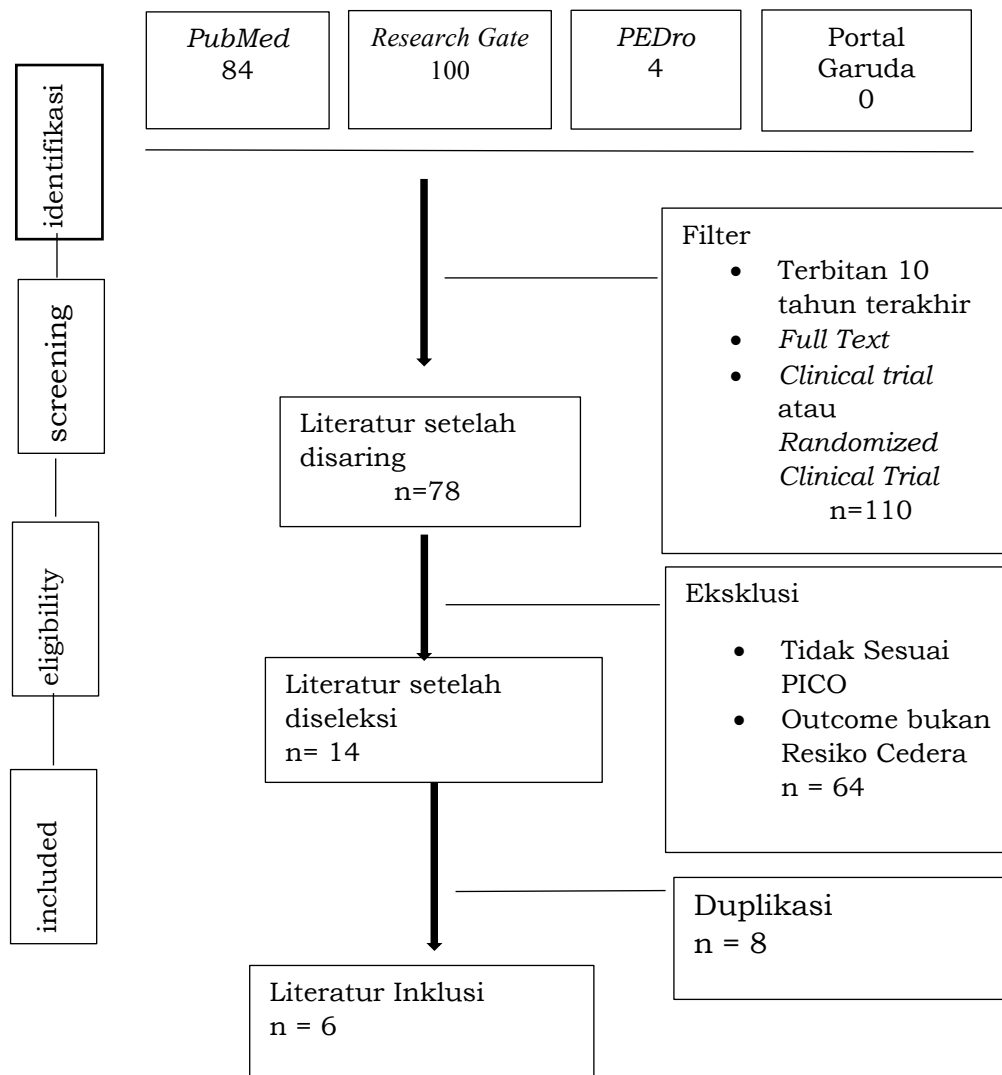 PubMed
84
Research Gate
100
PEDro
4
Portal
Garuda
0
identifikasi
Filter
• Terbitan 10
tahun terakhir
• Full Text
• Clinical trial
atau
Randomized
Clinical Trial
n=110
screening
Literatur setelah
disaring
n=78
eligibility
Eksklusi
• Tidak Sesuai
PICO
• Outcome bukan
Resiko Cedera
n = 64
Literatur setelah
diseleksi
n= 14
included
Duplikasi
n = 8
Literatur Inklusi
n = 6